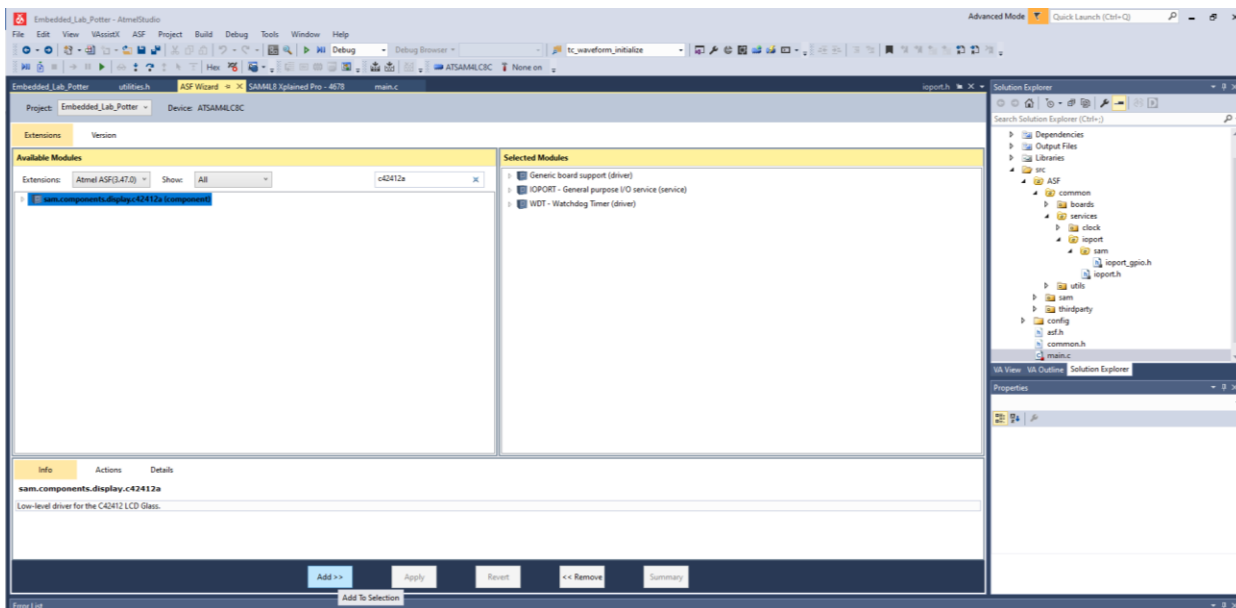 Embedded_Lab_Potter - AtmelStudio
Advanced Mode
Quick Launch (Ctrl+Q)
File Edit View VAssistX ASF Project Build Debug Tools Window Help
Debug
Debug Browser
tc_waveform_initialize
Hex
ATSAM4LC8C
None on
Embedded_Lab_Potter utilities.h ASF Wizard SAM4L8 Xplained Pro - 4678 main.c ioport.h
Project: Embedded_Lab_Potter Device: ATSAM4LC8C
Extensions Version
Available Modules
Extensions: Atmel ASF(3.47.0) Show: All c42412a
sam.components.display.c42412a (component)
Selected Modules
Generic board support (driver)
IOPORT - General purpose I/O service (service)
WDT - Watchdog Timer (driver)
Info Actions Details
sam.components.display.c42412a
Low-level driver for the C42412 LCD Glass.
Add >> Apply Revert << Remove Summary
Add To Selection
Error List
Solution Explorer
Search Solution Explorer (Ctrl+;)
Dependencies
Output Files
Libraries
src
ASF
common
boards
services
clock
ioport
sam
ioport_gpio.h
ioport.h
utils
sam
thirdparty
config
asf.h
common.h
main.c
VA View VA Outline Solution Explorer
Properties